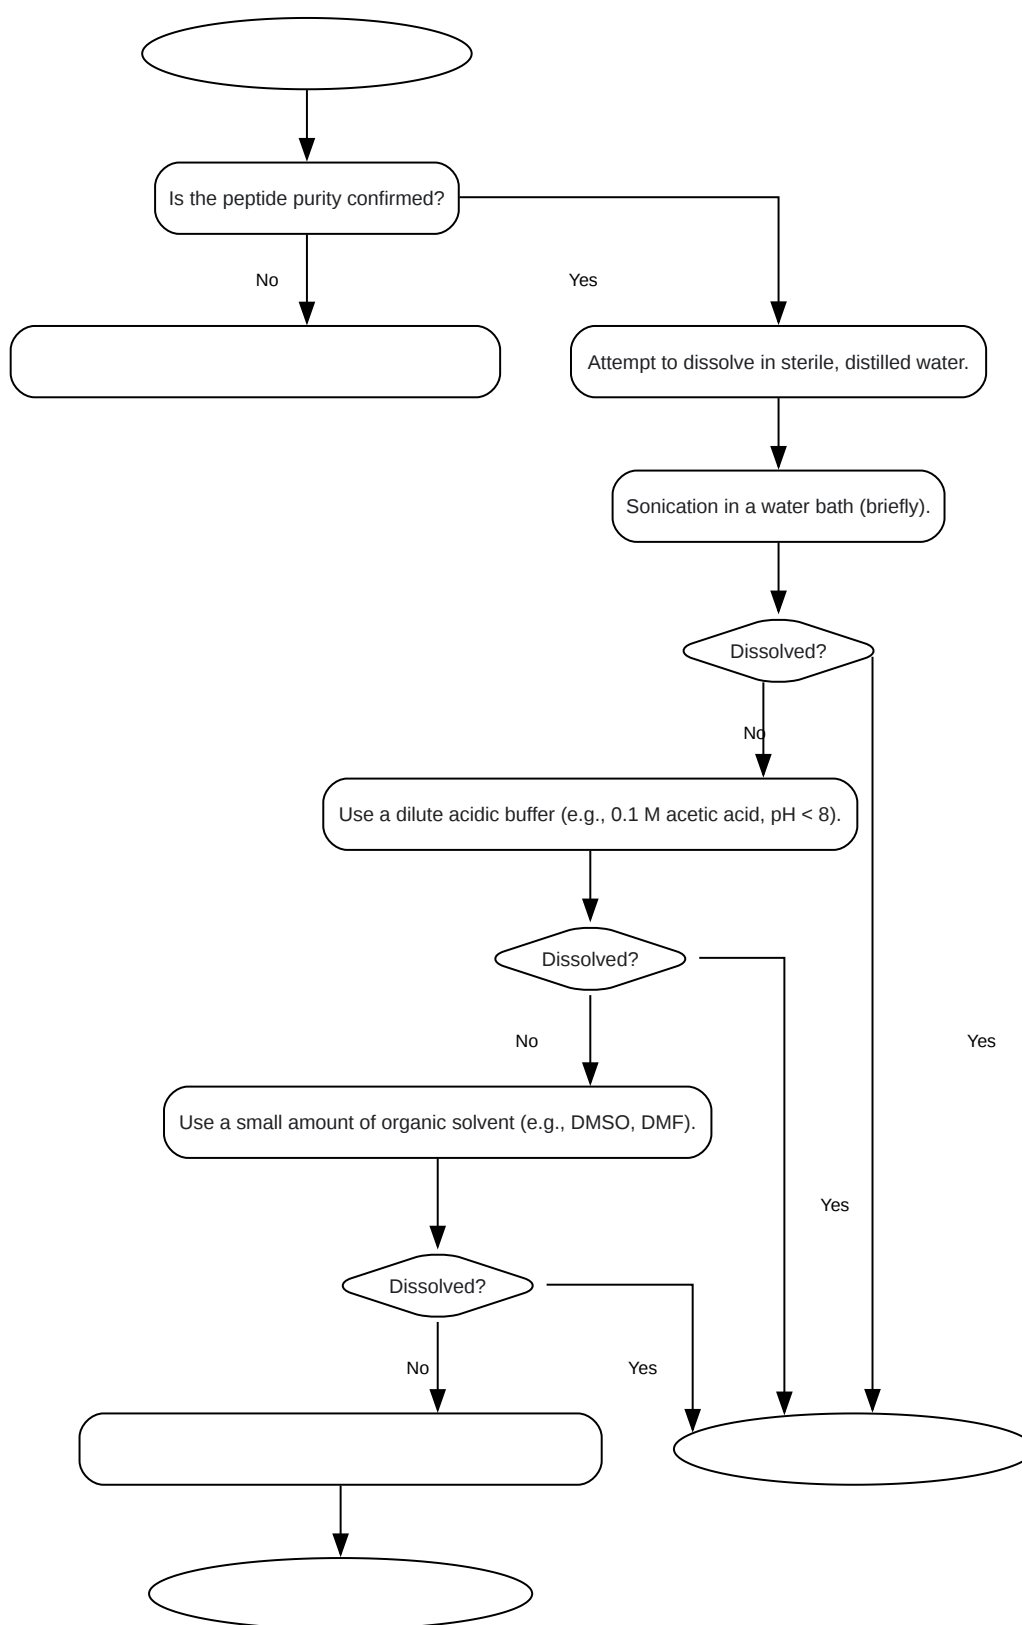 Is the peptide purity confirmed?
No
Yes
Attempt to dissolve in sterile, distilled water.
Sonication in a water bath (briefly).
Dissolved?
No
Use a dilute acidic buffer (e.g., 0.1 M acetic acid, pH < 8).
Dissolved?
No
Yes
Use a small amount of organic solvent (e.g., DMSO, DMF).
Yes
Dissolved?
No
Yes